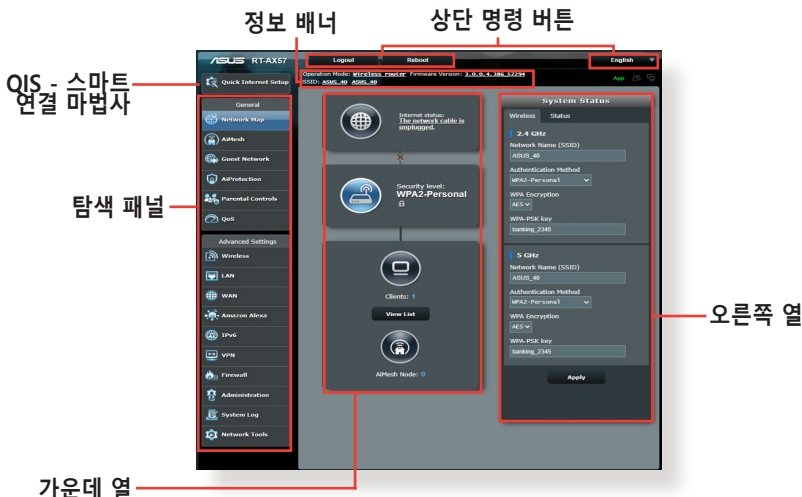 정보 배너
상단 명령 버튼
ASUS RT-AX57
Logout
Reboot
English
QIS - 스마트
연결 마법사
Quick Internet Setup
Operation Mode: Wireless router Firmware Version: 3.0.0.4.386_52294
SSID: ASUS_40 ASUS_40
App
General
Network Map
AiMesh
Guest Network
AiProtection
Parental Controls
QoS
탐색 패널
Advanced Settings
Wireless
LAN
WAN
Amazon Alexa
IPv6
VPN
Firewall
Administration
System Log
Network Tools
Internet status:
The network cable is
unplugged.
Security level:
WPA2-Personal
Clients: 1
View List
AiMesh Node: 0
System Status
Wireless
Status
2.4 GHz
Network Name (SSID)
ASUS_40
Authentication Method
WPA2-Personal
WPA Encryption
AES
WPA-PSK key
banking_2345
5 GHz
Network Name (SSID)
ASUS_40
Authentication Method
WPA2-Personal
WPA Encryption
AES
WPA-PSK key
banking_2345
Apply
오른쪽 열
가운데 열